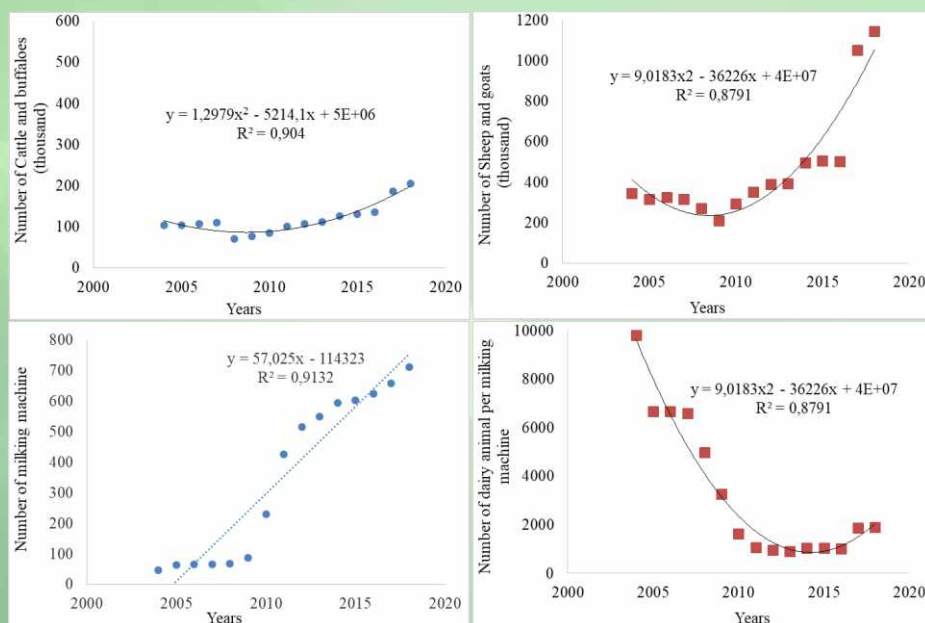 600
500
400
300
200
100
0
2000
2005
2010
2015
2020
Number of Cattle and buffaloes
(thousand)
y = 1,2979x² - 5214,1x + 5E+06
R² = 0,904
Years
1200
1000
800
600
400
200
0
2000
2005
2010
2015
2020
Number of Sheep and goats
(thousand)
y = 9,0183x2 - 36226x + 4E+07
R² = 0,8791
Years
800
700
600
500
400
300
200
100
0
2000
2005
2010
2015
2020
Number of milking machine
y = 57,025x - 114323
R² = 0,9132
Years
10000
8000
6000
4000
2000
0
2000
2005
2010
2015
2020
Number of dairy animal per milking
machine
y = 9,0183x2 - 36226x + 4E+07
R² = 0,8791
Years